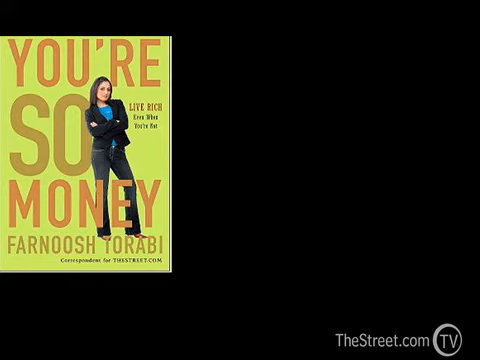 YOU'RE
SO
LIVE RICH
Even When
You're Not
MONEY
FARNOOSH TORABI
Correspondent for THESTREET.COM
TheStreet.com TV